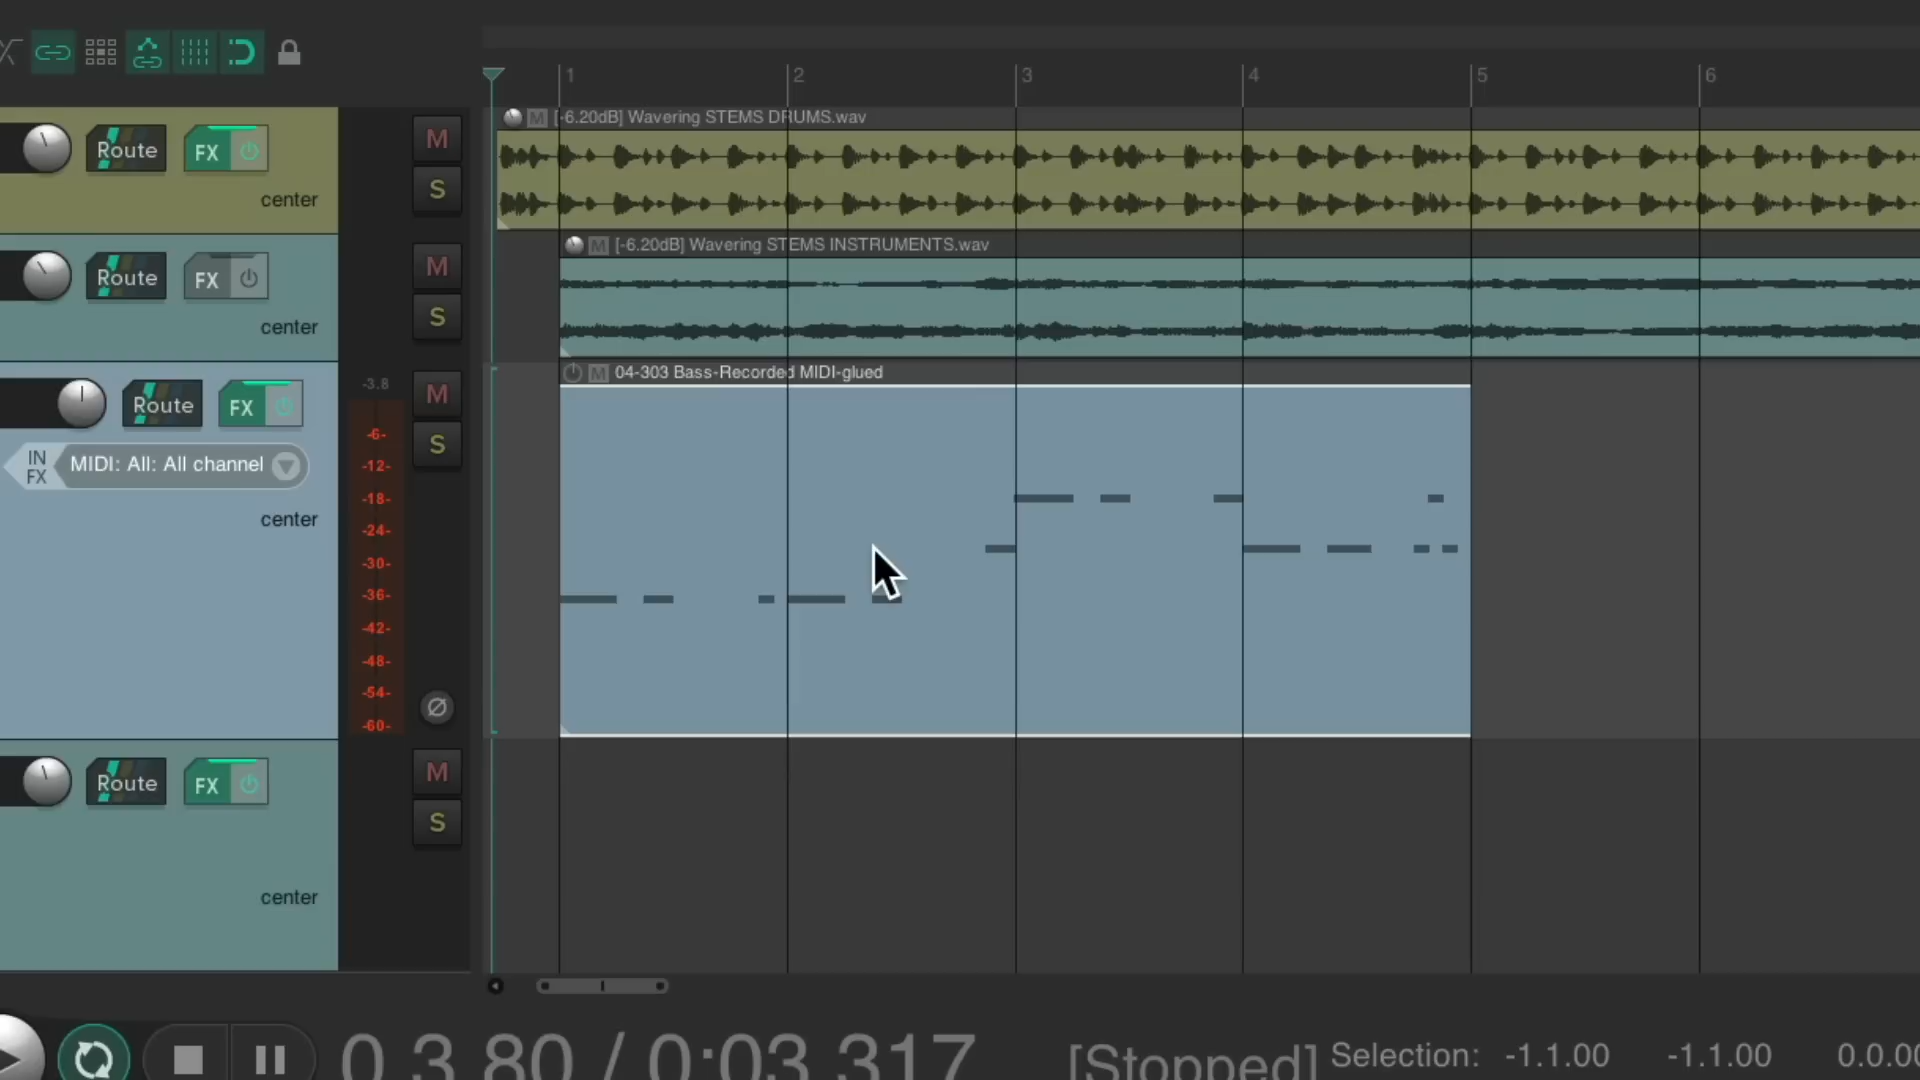 1 2 3 4 5 6
M [-6.20dB] Wavering STEMS DRUMS.wav
Route FX M
center S
M [-6.20dB] Wavering STEMS INSTRUMENTS.wav
Route FX M
center S
M 04-303 Bass-Recorded MIDI-glued
Route FX -3.8 M
-6- S
IN FX MIDI: All: All channel
-12-
-18-
center
-24-
-30-
-36-
-42-
-48-
-54-
-60-
Ø
Route FX M
S
center
0.3.80 / 0:03.317 [Stopped] Selection: -1.1.00 -1.1.00 0.0.00